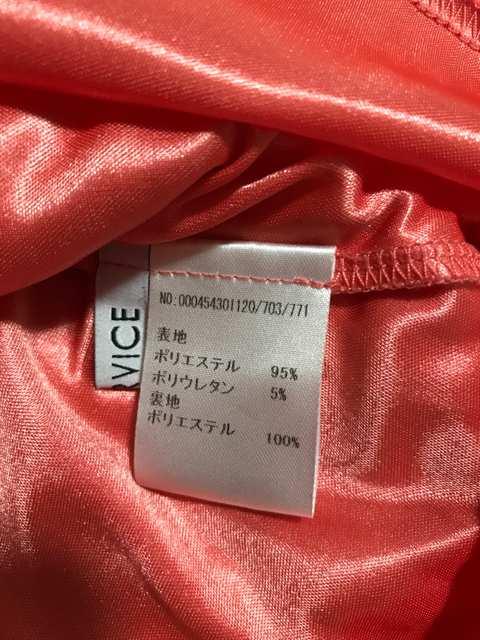 NO:000454301120/703/771
表地
ポリエステル 95%
ポリウレタン 5%
裏地
ポリエステル 100%
RVICE